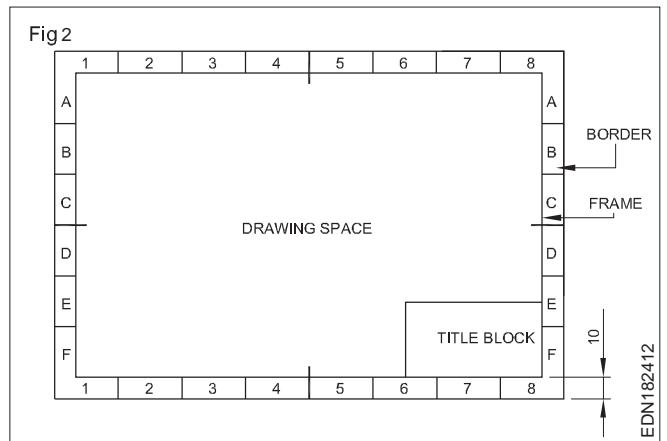 Fig 2
1 2 3 4 5 6 7 8
A A
B B
BORDER
C C
FRAME
DRAWING SPACE
D D
E E
TITLE BLOCK
F F
10
1 2 3 4 5 6 7 8
EDN182412